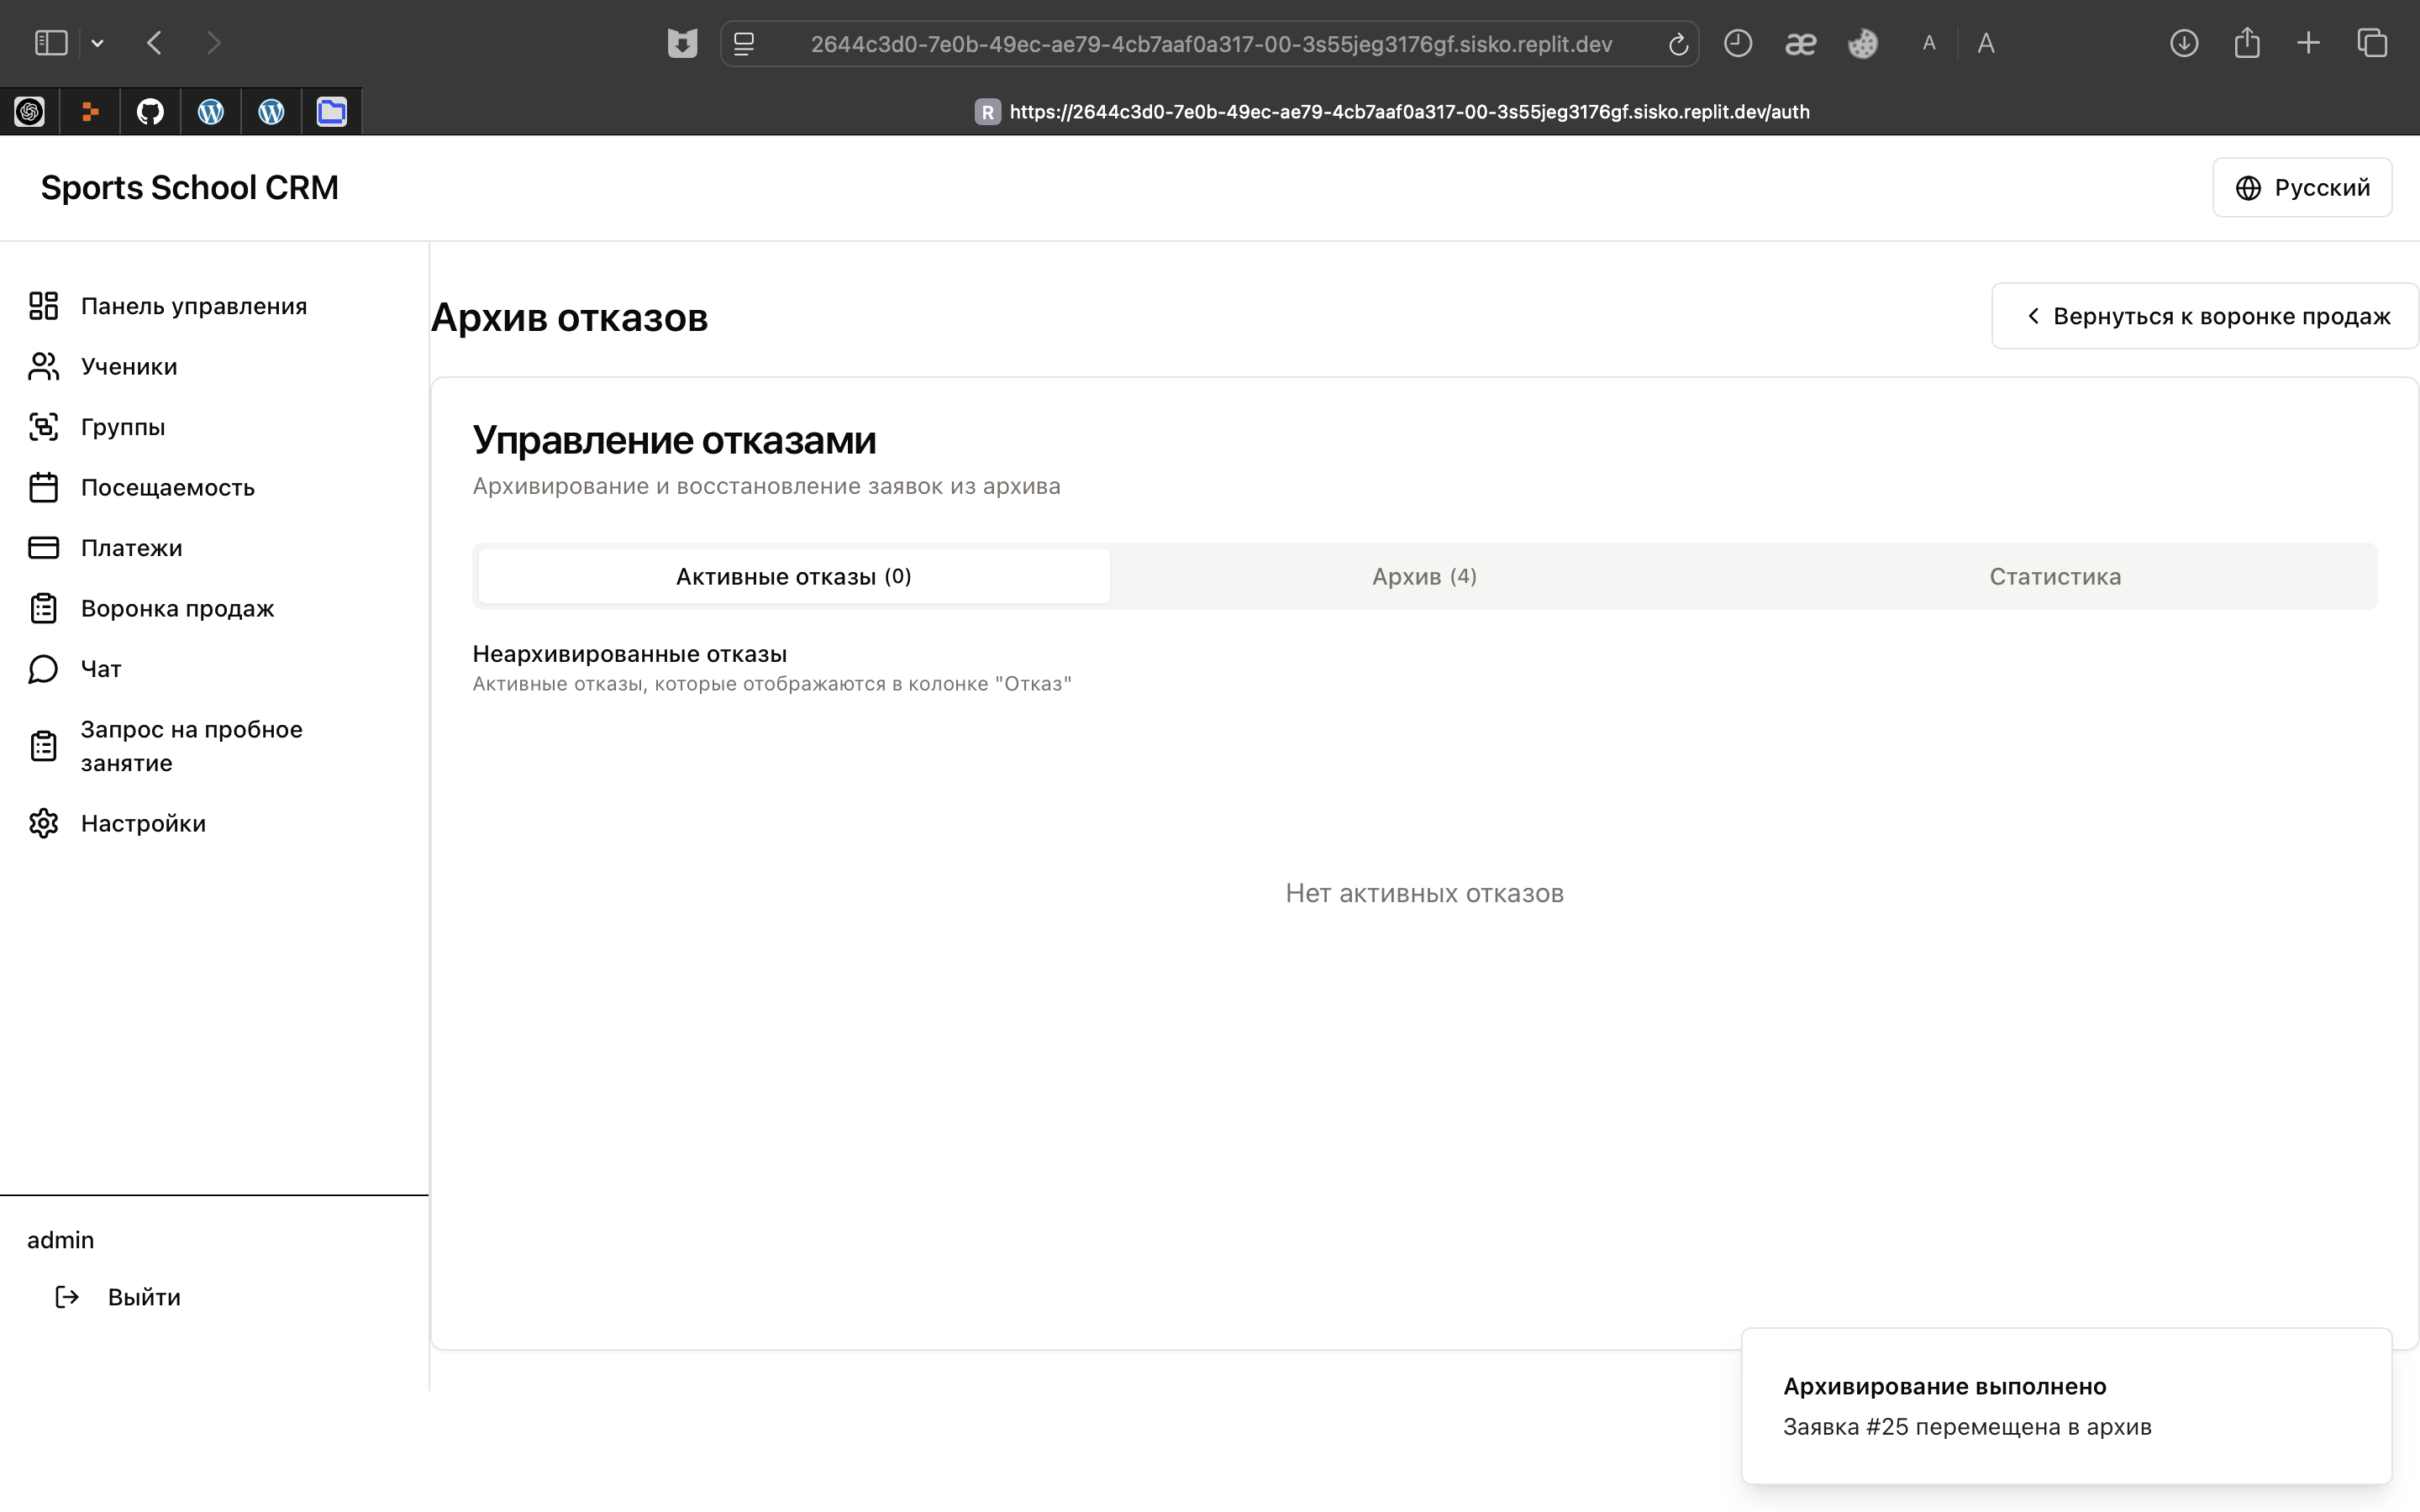 2644c3d0-7e0b-49ec-ae79-4cb7aaf0a317-00-3s55jeg3176gf.sisko.replit.dev
æ
A
A
R https://2644c3d0-7e0b-49ec-ae79-4cb7aaf0a317-00-3s55jeg3176gf.sisko.replit.dev/auth
Sports School CRM
Русский
Панель управления
Ученики
Группы
Посещаемость
Платежи
Воронка продаж
Чат
Запрос на пробное
занятие
Настройки
admin
Выйти
Архив отказов
Вернуться к воронке продаж
Управление отказами
Архивирование и восстановление заявок из архива
Активные отказы (0)
Архив (4)
Статистика
Неархивированные отказы
Активные отказы, которые отображаются в колонке "Отказ"
Нет активных отказов
Архивирование выполнено
Заявка #25 перемещена в архив